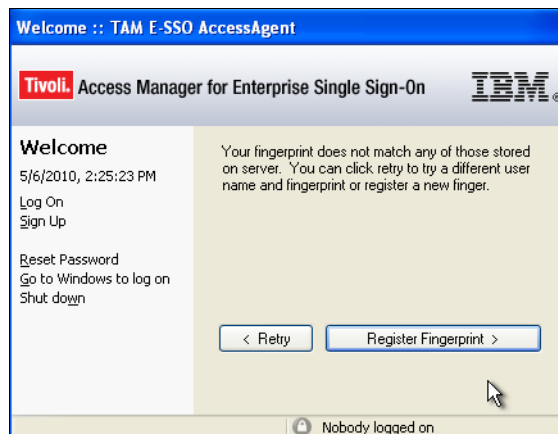 Welcome :: TAM E-SSO AccessAgent
Tivoli. Access Manager for Enterprise Single Sign-On IBM®
Welcome
5/6/2010, 2:25:23 PM
Log On
Sign Up
Reset Password
Go to Windows to log on
Shut down
Your fingerprint does not match any of those stored
on server. You can click retry to try a different user
name and fingerprint or register a new finger.
< Retry
Register Fingerprint >
Nobody logged on